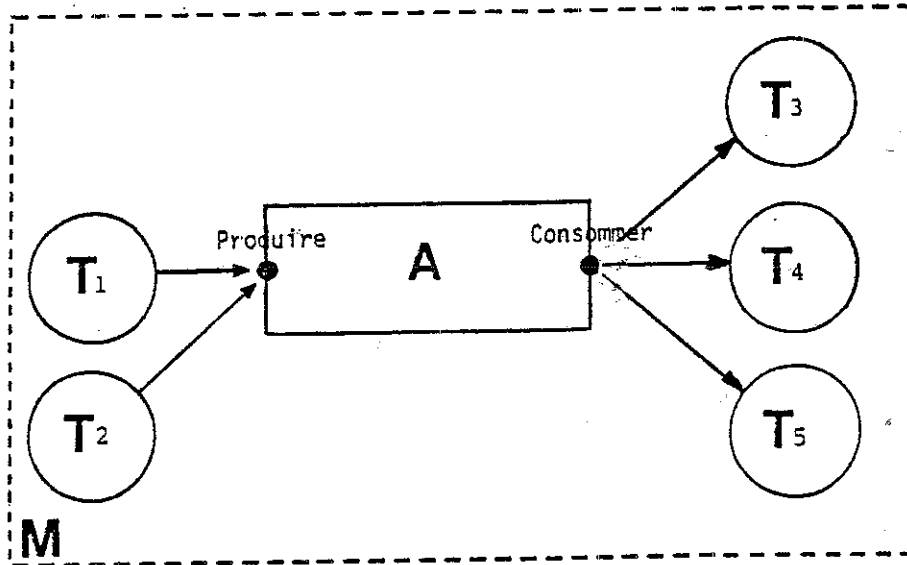 T3
Produire
Consommer
T1
A
T4
T2
T5
M